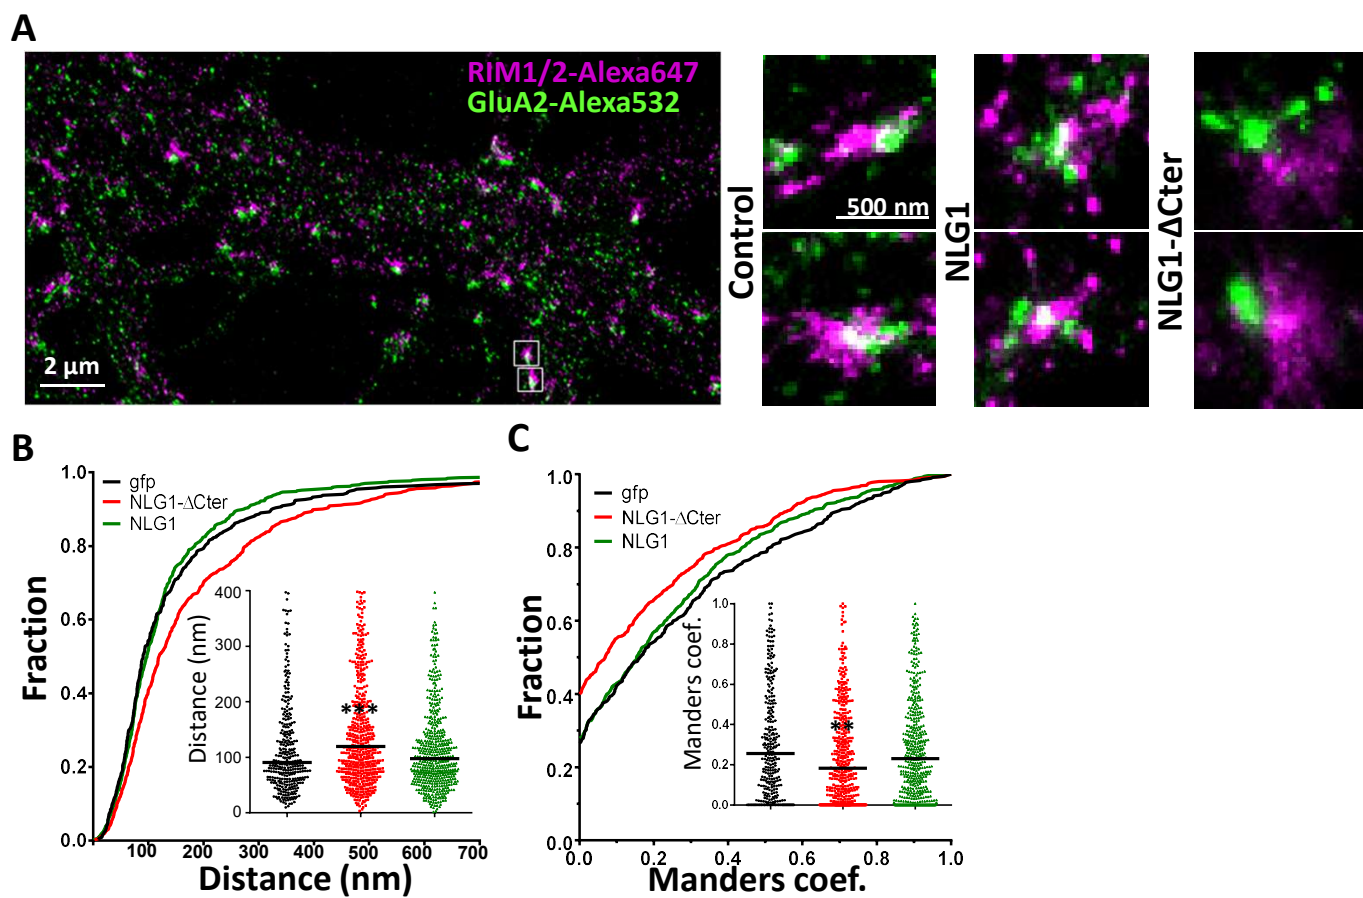 A
RIM1/2-Alexa647
GluA2-Alexa532
2 µm
Control
500 nm
NLG1
NLG1-ΔCter
B
Fraction
1.0
0.8
0.6
0.4
0.2
0.0
gfp
NLG1-ΔCter
NLG1
Distance (nm)
400
300
200
100
0
***
100 200 300 400 500 600 700
Distance (nm)
C
Fraction
1.0
0.8
0.6
0.4
0.2
0.0
gfp
NLG1-ΔCter
NLG1
Manders coef.
1.0
0.8
0.6
0.4
0.2
0.0
**
0.0 0.2 0.4 0.6 0.8 1.0
Manders coef.